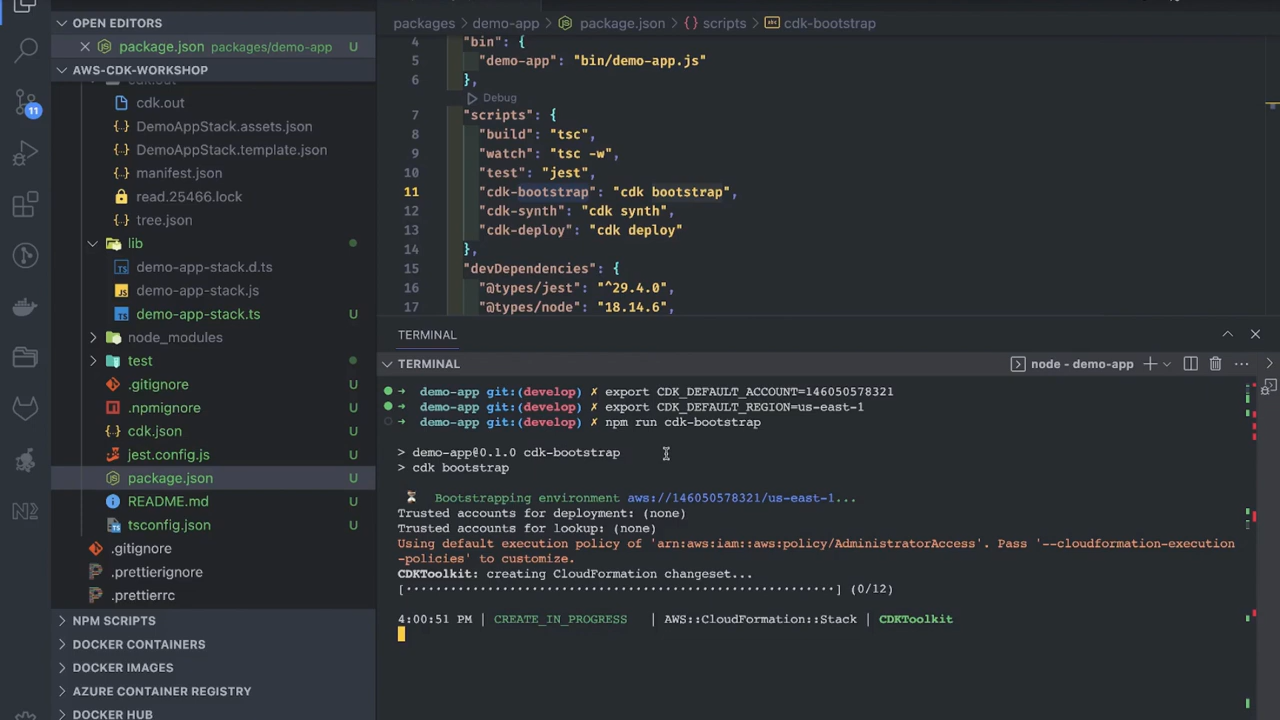 OPEN EDITORS
package.json packages/demo-app U
AWS-CDK-WORKSHOP
cdk.out
cdk.out
DemoAppStack.assets.json
DemoAppStack.template.json
manifest.json
read.25466.lock
tree.json
lib
demo-app-stack.d.ts
demo-app-stack.js
demo-app-stack.ts U
node_modules
test
.gitignore U
.npmignore U
cdk.json U
jest.config.js U
package.json U
README.md U
tsconfig.json U
.gitignore
.prettierignore
.prettierrc
NPM SCRIPTS
DOCKER CONTAINERS
DOCKER IMAGES
AZURE CONTAINER REGISTRY
DOCKER HUB
11
packages > demo-app > package.json > {} scripts > cdk-bootstrap
4 "bin": {
5 "demo-app": "bin/demo-app.js"
6 },
Debug
7 "scripts": {
8 "build": "tsc",
9 "watch": "tsc -w",
10 "test": "jest",
11 "cdk-bootstrap": "cdk bootstrap",
12 "cdk-synth": "cdk synth",
13 "cdk-deploy": "cdk deploy"
14 },
15 "devDependencies": {
16 "@types/jest": "^29.4.0",
17 "@types/node": "18.14.6",
TERMINAL
TERMINAL
node - demo-app
➜ demo-app git:(develop) ✗ export CDK_DEFAULT_ACCOUNT=146050578321
➜ demo-app git:(develop) ✗ export CDK_DEFAULT_REGION=us-east-1
➜ demo-app git:(develop) ✗ npm run cdk-bootstrap
> demo-app@0.1.0 cdk-bootstrap
> cdk bootstrap
⏳ Bootstrapping environment aws://146050578321/us-east-1...
Trusted accounts for deployment: (none)
Trusted accounts for lookup: (none)
Using default execution policy of 'arn:aws:iam::aws:policy/AdministratorAccess'. Pass '--cloudformation-execution
-policies' to customize.
CDKToolkit: creating CloudFormation changeset...
[··························································] (0/12)
4:00:51 PM | CREATE_IN_PROGRESS | AWS::CloudFormation::Stack | CDKToolkit